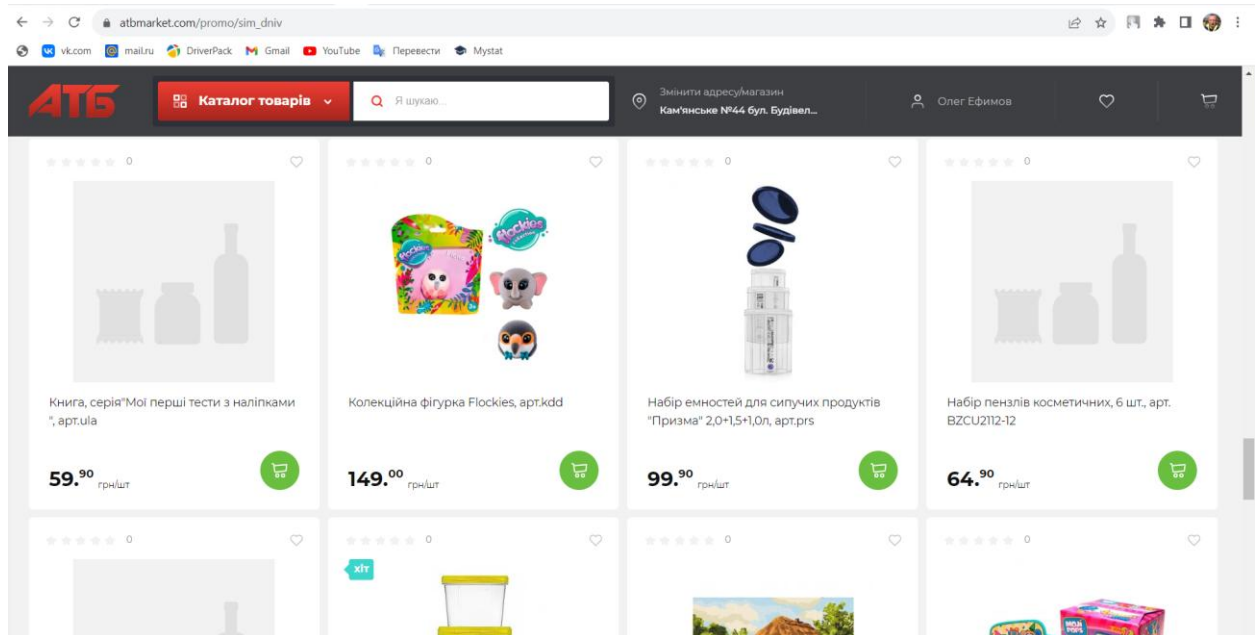 atbmarket.com/promo/sim_dniv
vk.com mail.ru DriverPack Gmail YouTube Перевести Mystat
АТБ
Каталог товарів
Я шукаю...
Змінити адресу/магазин
Кам'янське №44 бул. Будівел...
Олег Ефимов
0 0 0 0
flockies
Книга, серія"Мої перші тести з наліпками
", арт.ula
Колекційна фігурка Flockies, арт.kdd
Набір емностей для сипучих продуктів
"Призма" 2,0+1,5+1,0л, арт.prs
Набір пензлів косметичних, 6 шт., арт.
BZCU2112-12
59.90 грн/шт
149.00 грн/шт
99.90 грн/шт
64.90 грн/шт
0 0 0 0
хіт